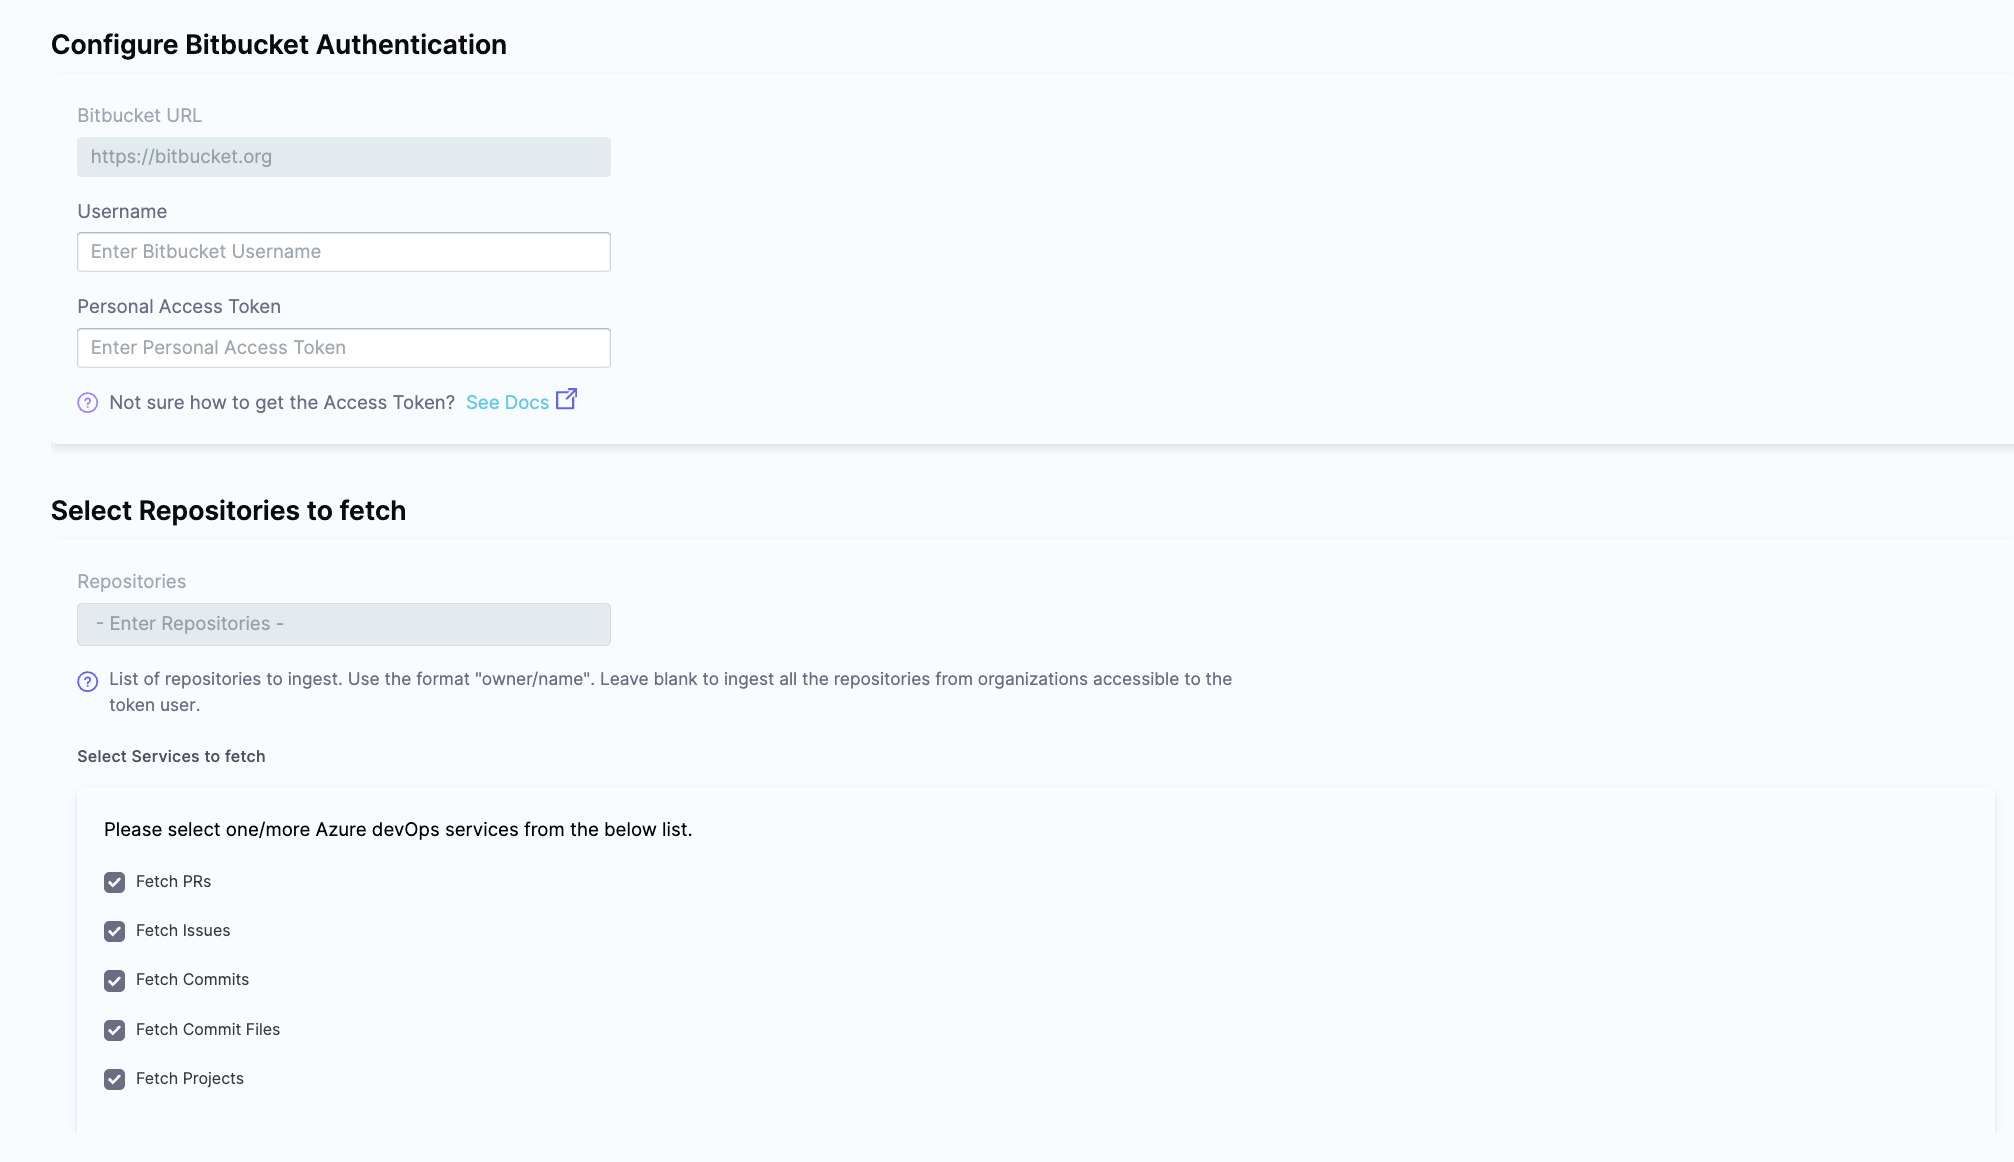 Configure Bitbucket Authentication
Bitbucket URL
https://bitbucket.org
Username
Enter Bitbucket Username
Personal Access Token
Enter Personal Access Token
? Not sure how to get the Access Token? See Docs
Select Repositories to fetch
Repositories
- Enter Repositories -
? List of repositories to ingest. Use the format "owner/name". Leave blank to ingest all the repositories from organizations accessible to the
token user.
Select Services to fetch
Please select one/more Azure devOps services from the below list.
Fetch PRs
Fetch Issues
Fetch Commits
Fetch Commit Files
Fetch Projects